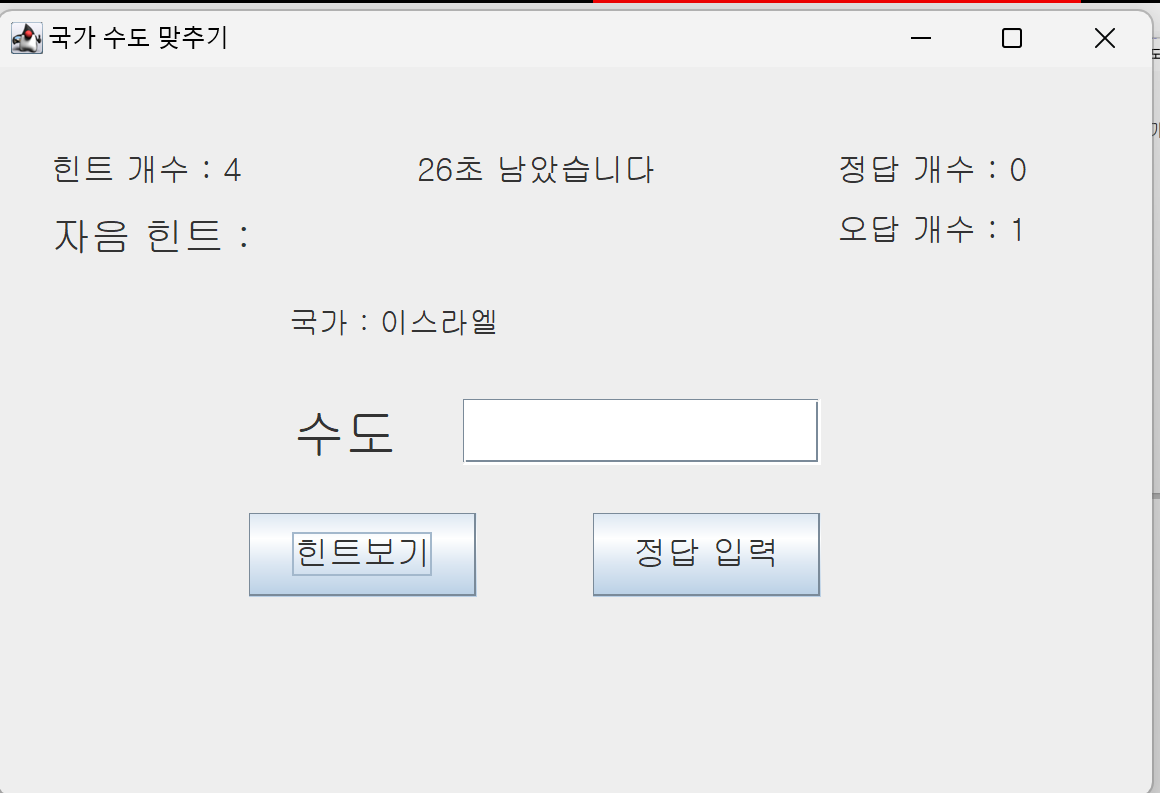 국가 수도 맞추기
힌트 개수 : 4
26초 남았습니다
정답 개수 : 0
자음 힌트 :
오답 개수 : 1
국가 : 이스라엘
수도
힌트보기
정답 입력